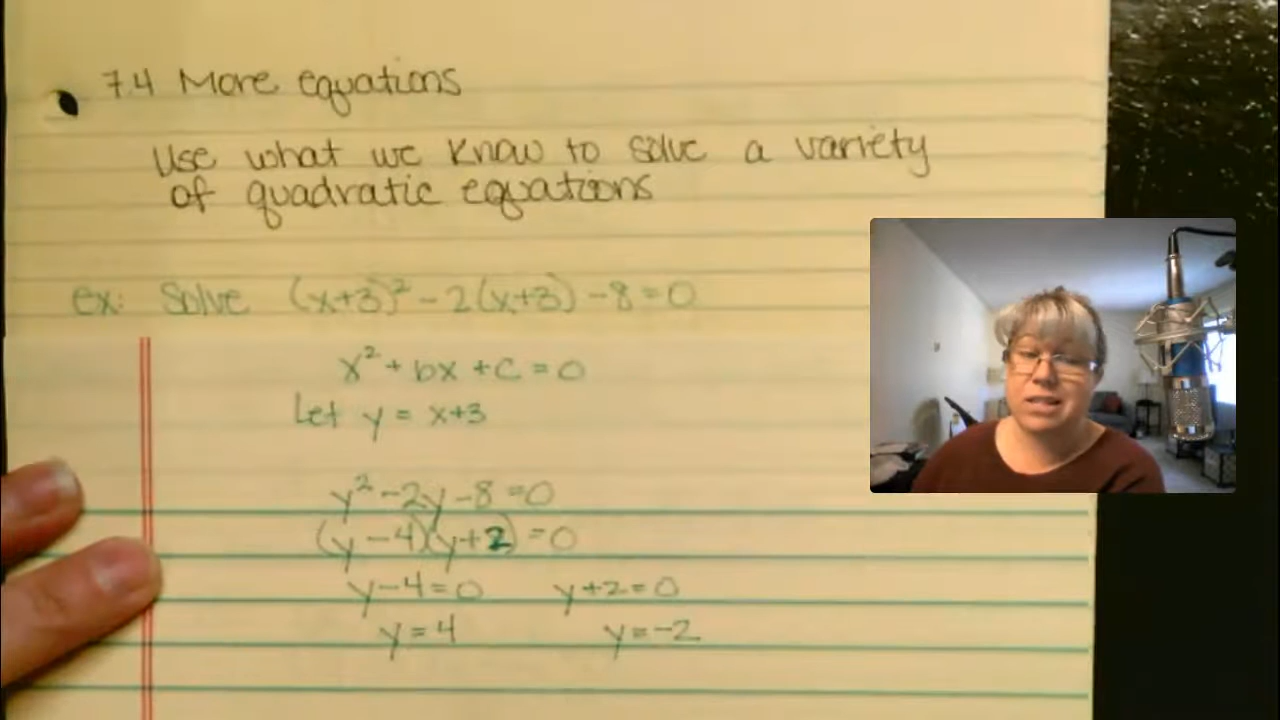 7.4 More equations
Use what we know to solve a variety
of quadratic equations
ex: Solve (x+3)² - 2(x+3) - 8 = 0
x² + bx + c = 0
Let y = x+3
y² - 2y - 8 = 0
(y - 4)(y + 2) = 0
y - 4 = 0 y + 2 = 0
y = 4 y = -2